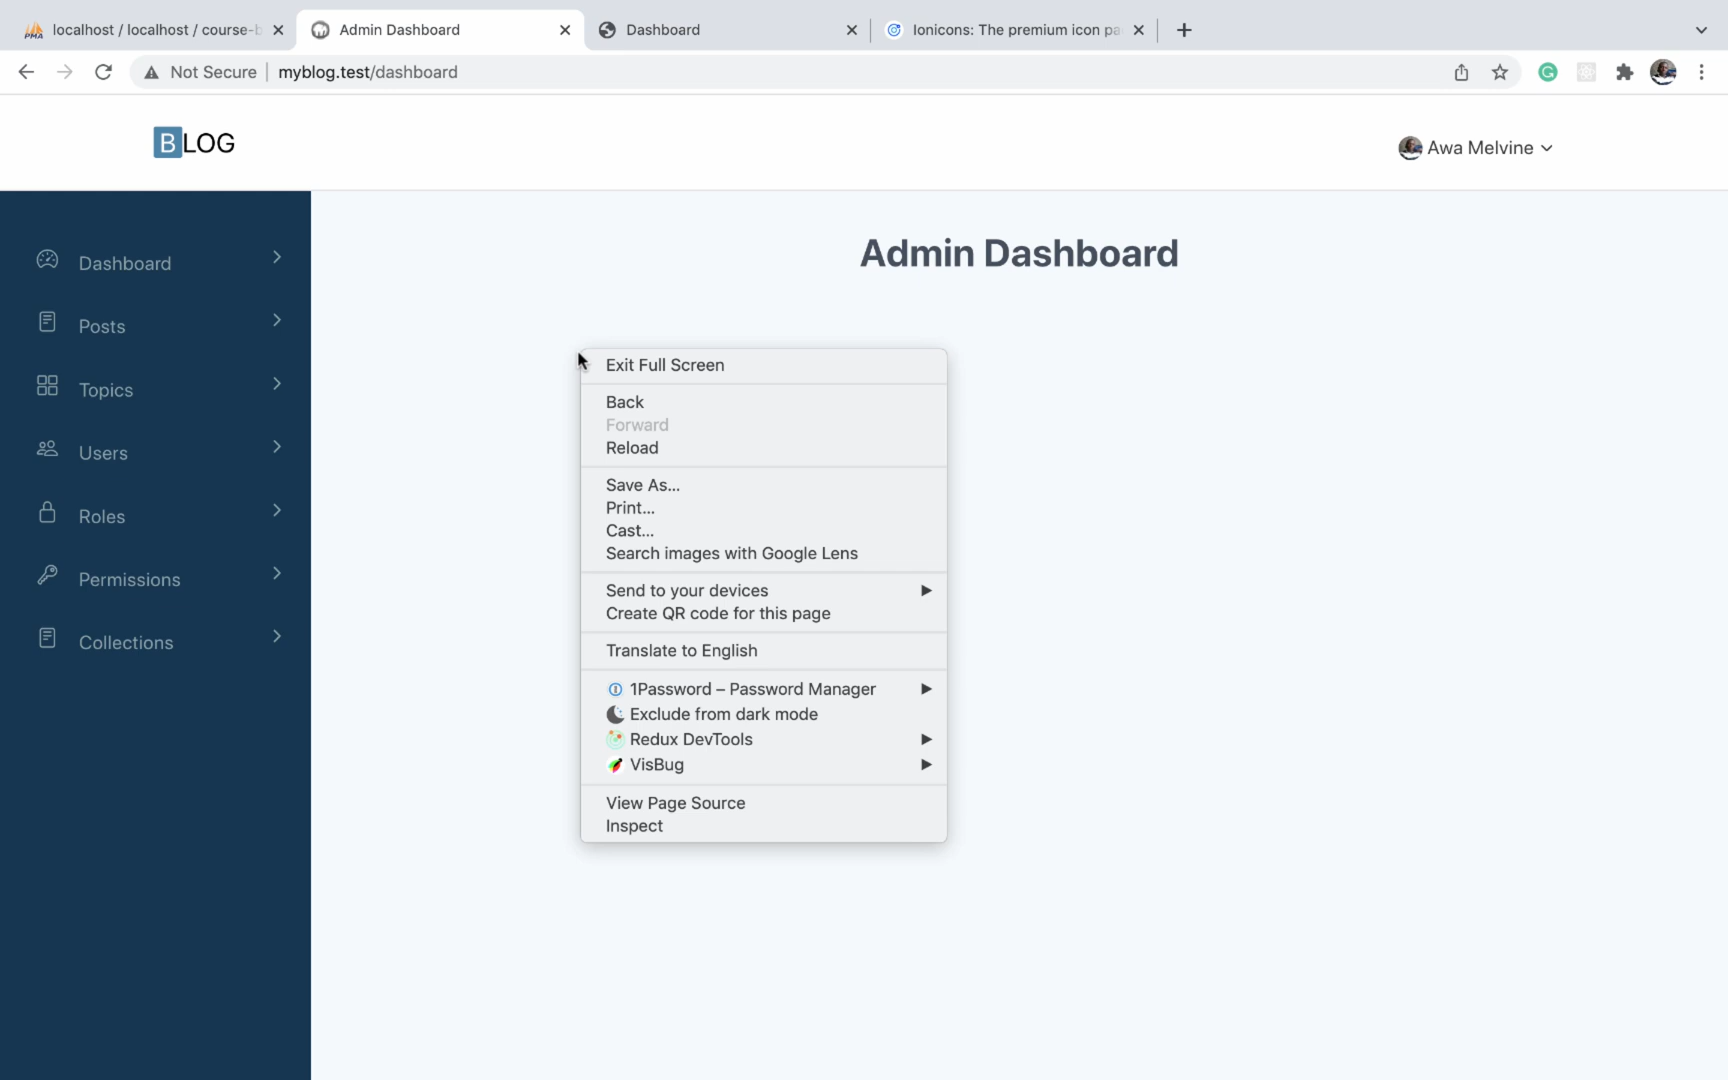 localhost / localhost / course-b
Admin Dashboard
Dashboard
Ionicons: The premium icon pa
Not Secure
myblog.test/dashboard
BLOG
Awa Melvine
Dashboard
Posts
Topics
Users
Roles
Permissions
Collections
Admin Dashboard
Exit Full Screen
Back
Forward
Reload
Save As...
Print...
Cast...
Search images with Google Lens
Send to your devices
Create QR code for this page
Translate to English
1Password – Password Manager
Exclude from dark mode
Redux DevTools
VisBug
View Page Source
Inspect